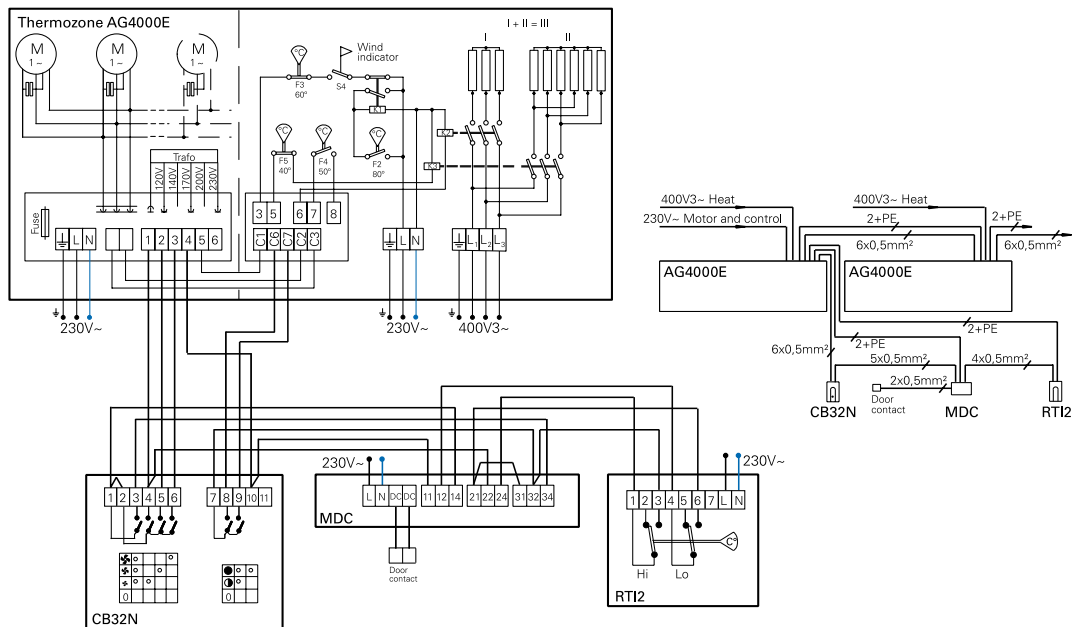 Thermozone AG4000E
M
1 ~
M
1 ~
M
1 ~
Trafo
120V
140V
170V
200V
230V
Fuse
L N
1 2 3 4 5 6
230V~
I + II = III
I
II
Wind
indicator
°C
F3
60°
S4
K1
K2
K3
°C
F5
40°
°C
F4
50°
°C
F2
80°
3 5 6 7 8
C1 C6 C7 C2 C3
L N
L1 L2 L3
230V~
400V3~
400V3~ Heat
230V~ Motor and control
400V3~ Heat
2+PE
6x0,5mm²
2+PE
6x0,5mm²
AG4000E
AG4000E
2+PE
2+PE
6x0,5mm²
5x0,5mm²
4x0,5mm²
2x0,5mm²
Door
contact
CB32N
MDC
RTI2
1 2 3 4 5 6
7 8 9 10 11
0
0
CB32N
230V~
L N DC DC
11 12 14
21 22 24
31 32 34
MDC
Door
contact
230V~
1 2 3 4 5 6 7 L N
C°
Hi
Lo
RTI2